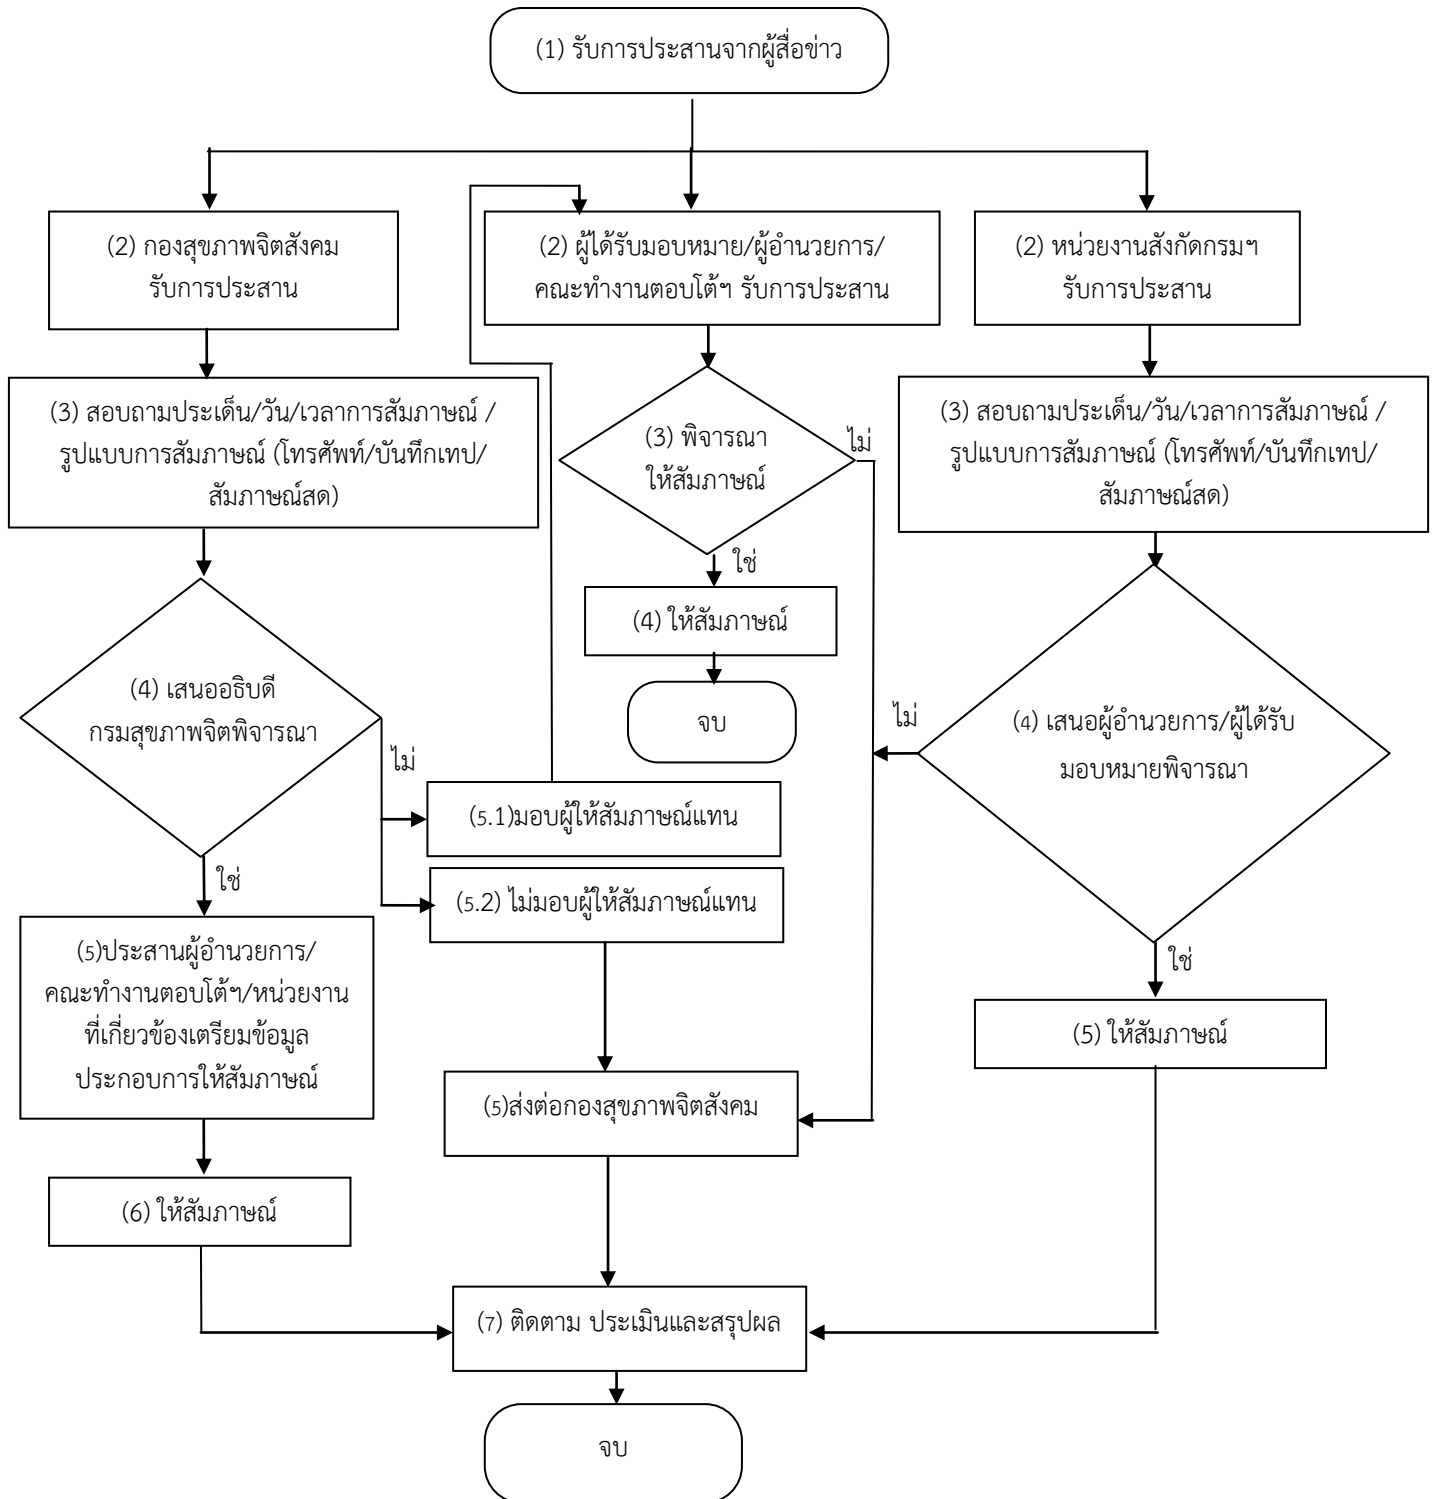 (1) รับการประสานจากผู้สื่อข่าว
(2) กองสุขภาพจิตสังคม
รับการประสาน
(2) ผู้ได้รับมอบหมาย/ผู้อำนวยการ/
คณะทำงานตอบโต้ฯ รับการประสาน
(2) หน่วยงานสังกัดกรมฯ
รับการประสาน
(3) สอบถามประเด็น/วัน/เวลาการสัมภาษณ์ /
รูปแบบการสัมภาษณ์ (โทรศัพท์/บันทึกเทป/
สัมภาษณ์สด)
(3) พิจารณา
ให้สัมภาษณ์
ไม่
ใช่
(3) สอบถามประเด็น/วัน/เวลาการสัมภาษณ์ /
รูปแบบการสัมภาษณ์ (โทรศัพท์/บันทึกเทป/
สัมภาษณ์สด)
(4) ให้สัมภาษณ์
จบ
(4) เสนออธิบดี
กรมสุขภาพจิตพิจารณา
ไม่
ใช่
(4) เสนอผู้อำนวยการ/ผู้ได้รับ
มอบหมายพิจารณา
ไม่
ใช่
(5.1)มอบผู้ให้สัมภาษณ์แทน
(5.2) ไม่มอบผู้ให้สัมภาษณ์แทน
(5)ประสานผู้อำนวยการ/
คณะทำงานตอบโต้ฯ/หน่วยงาน
ที่เกี่ยวข้องเตรียมข้อมูล
ประกอบการให้สัมภาษณ์
(5) ให้สัมภาษณ์
(5)ส่งต่อกองสุขภาพจิตสังคม
(6) ให้สัมภาษณ์
(7) ติดตาม ประเมินและสรุปผล
จบ